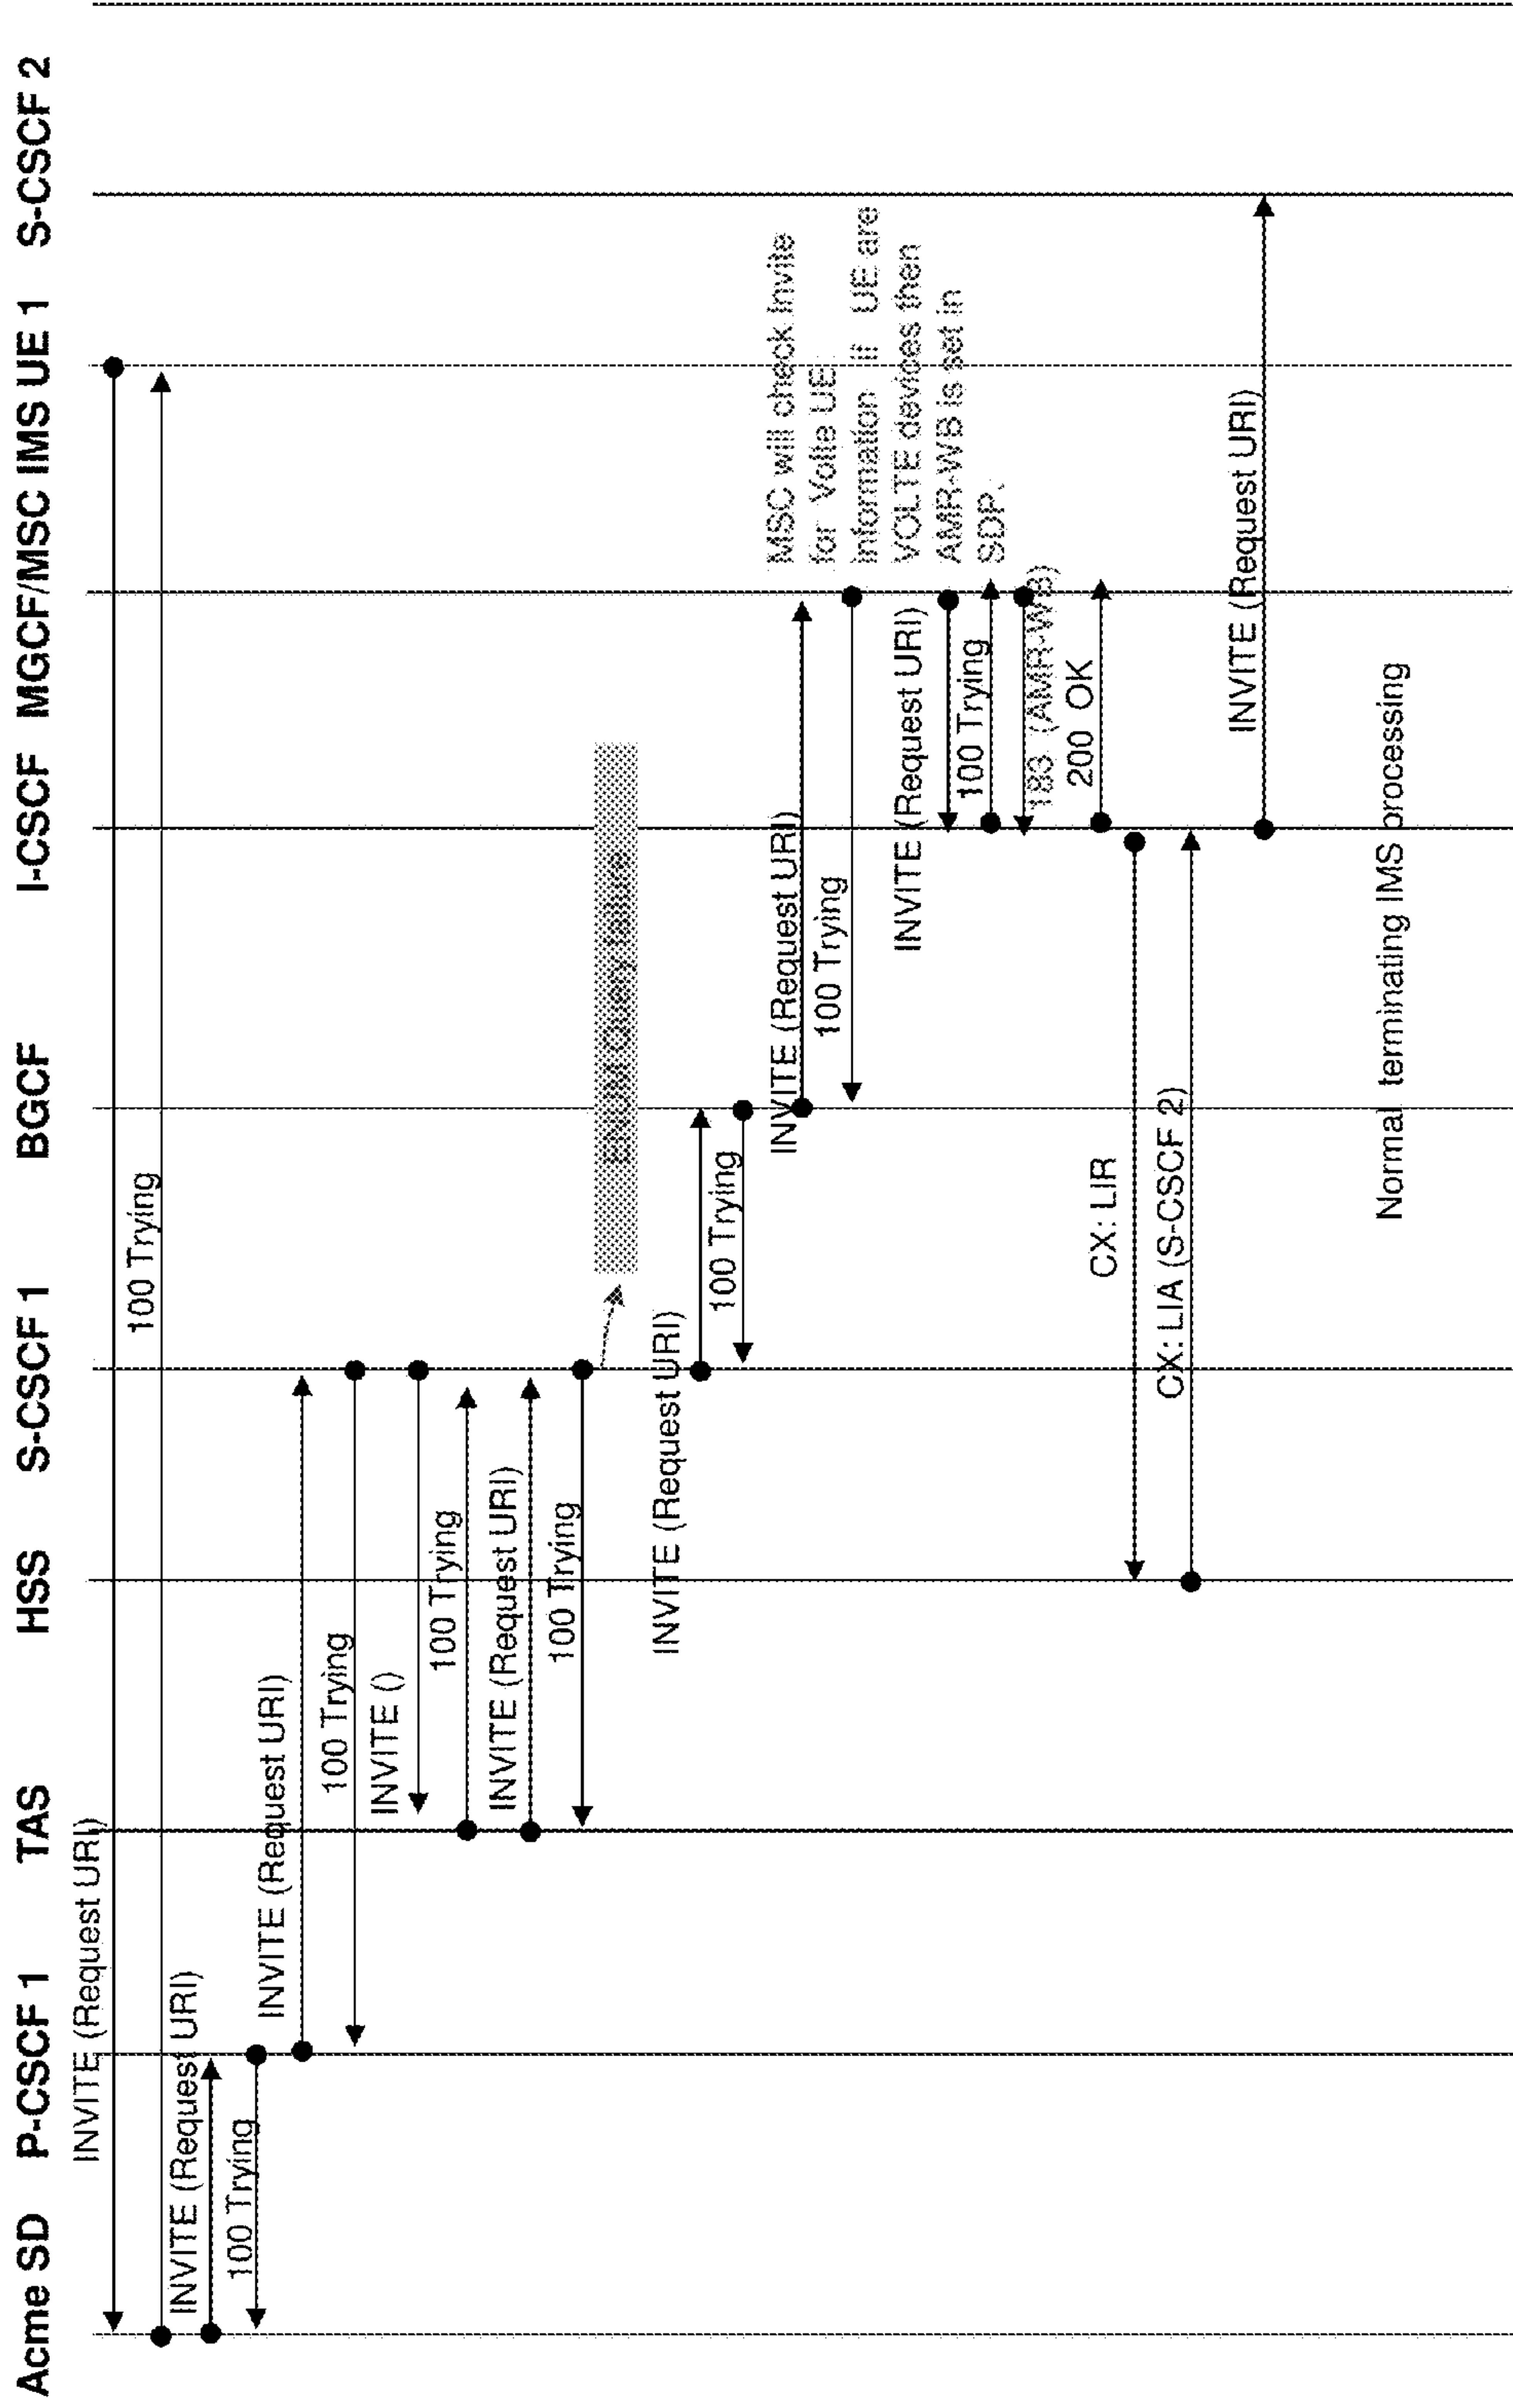 Acme SD P-CSCF 1 TAS HSS S-CSCF 1 BGCF I-CSCF MGCF/MSC IMS UE 1 S-CSCF 2
INVITE (Request URI)
100 Trying
INVITE (Request URI)
100 Trying
INVITE (Request URI)
100 Trying
INVITE ()
100 Trying
INVITE (Request URI)
100 Trying
INVITE (Request URI)
100 Trying
INVITE (Request URI)
100 Trying
MSC will check Invite
for Volte UE
Information If UE are
VOLTE devices then
AMR-WB is set in
SDP.
INVITE (Request URI)
100 Trying
183 (AMR-WB)
200 OK
CX: LIR
CX: LIA (S-CSCF 2)
INVITE (Request URI)
Normal terminating IMS processing